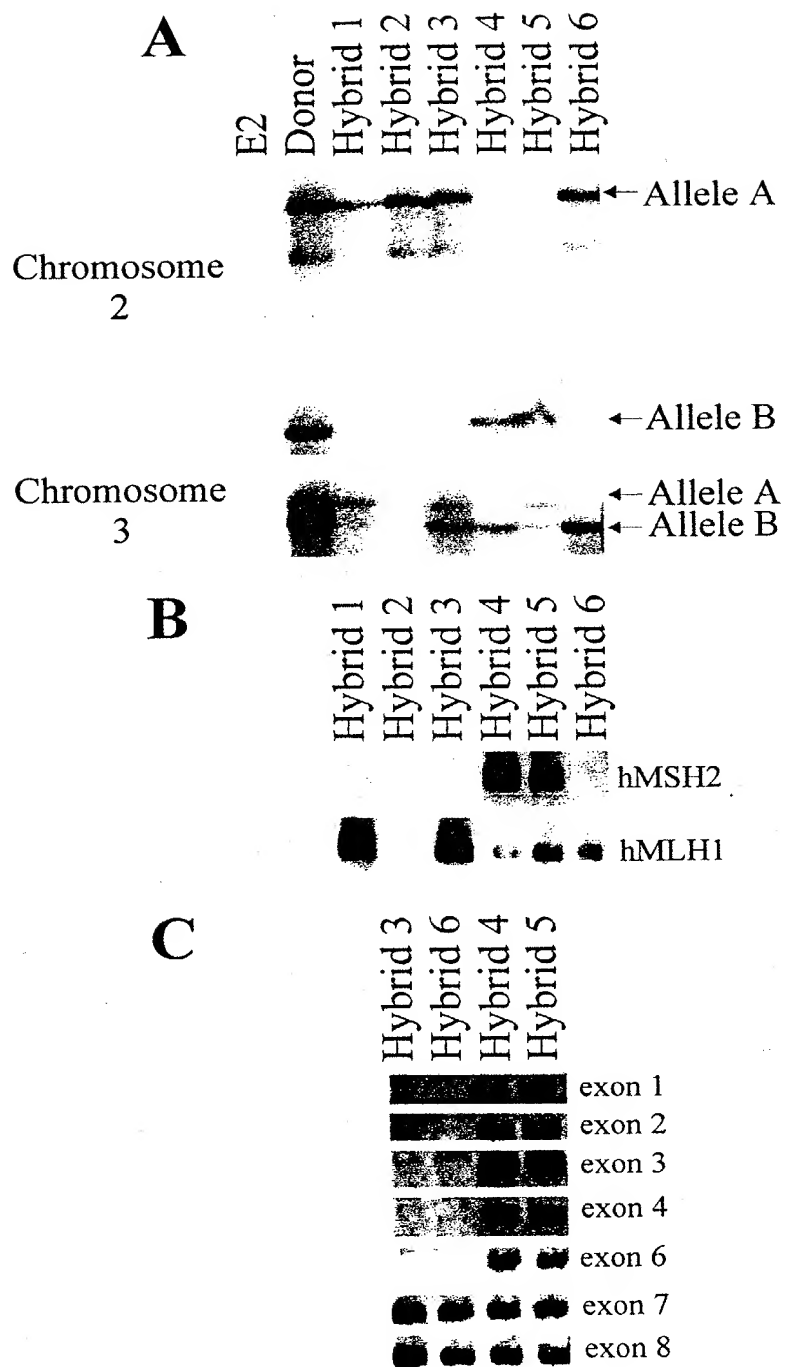 A
E2
Donor
Hybrid 1
Hybrid 2
Hybrid 3
Hybrid 4
Hybrid 5
Hybrid 6
Chromosome
2
Allele A
Allele B
Chromosome
3
Allele A
Allele B
B
Hybrid 1
Hybrid 2
Hybrid 3
Hybrid 4
Hybrid 5
Hybrid 6
hMSH2
hMLH1
C
Hybrid 3
Hybrid 6
Hybrid 4
Hybrid 5
exon 1
exon 2
exon 3
exon 4
exon 6
exon 7
exon 8